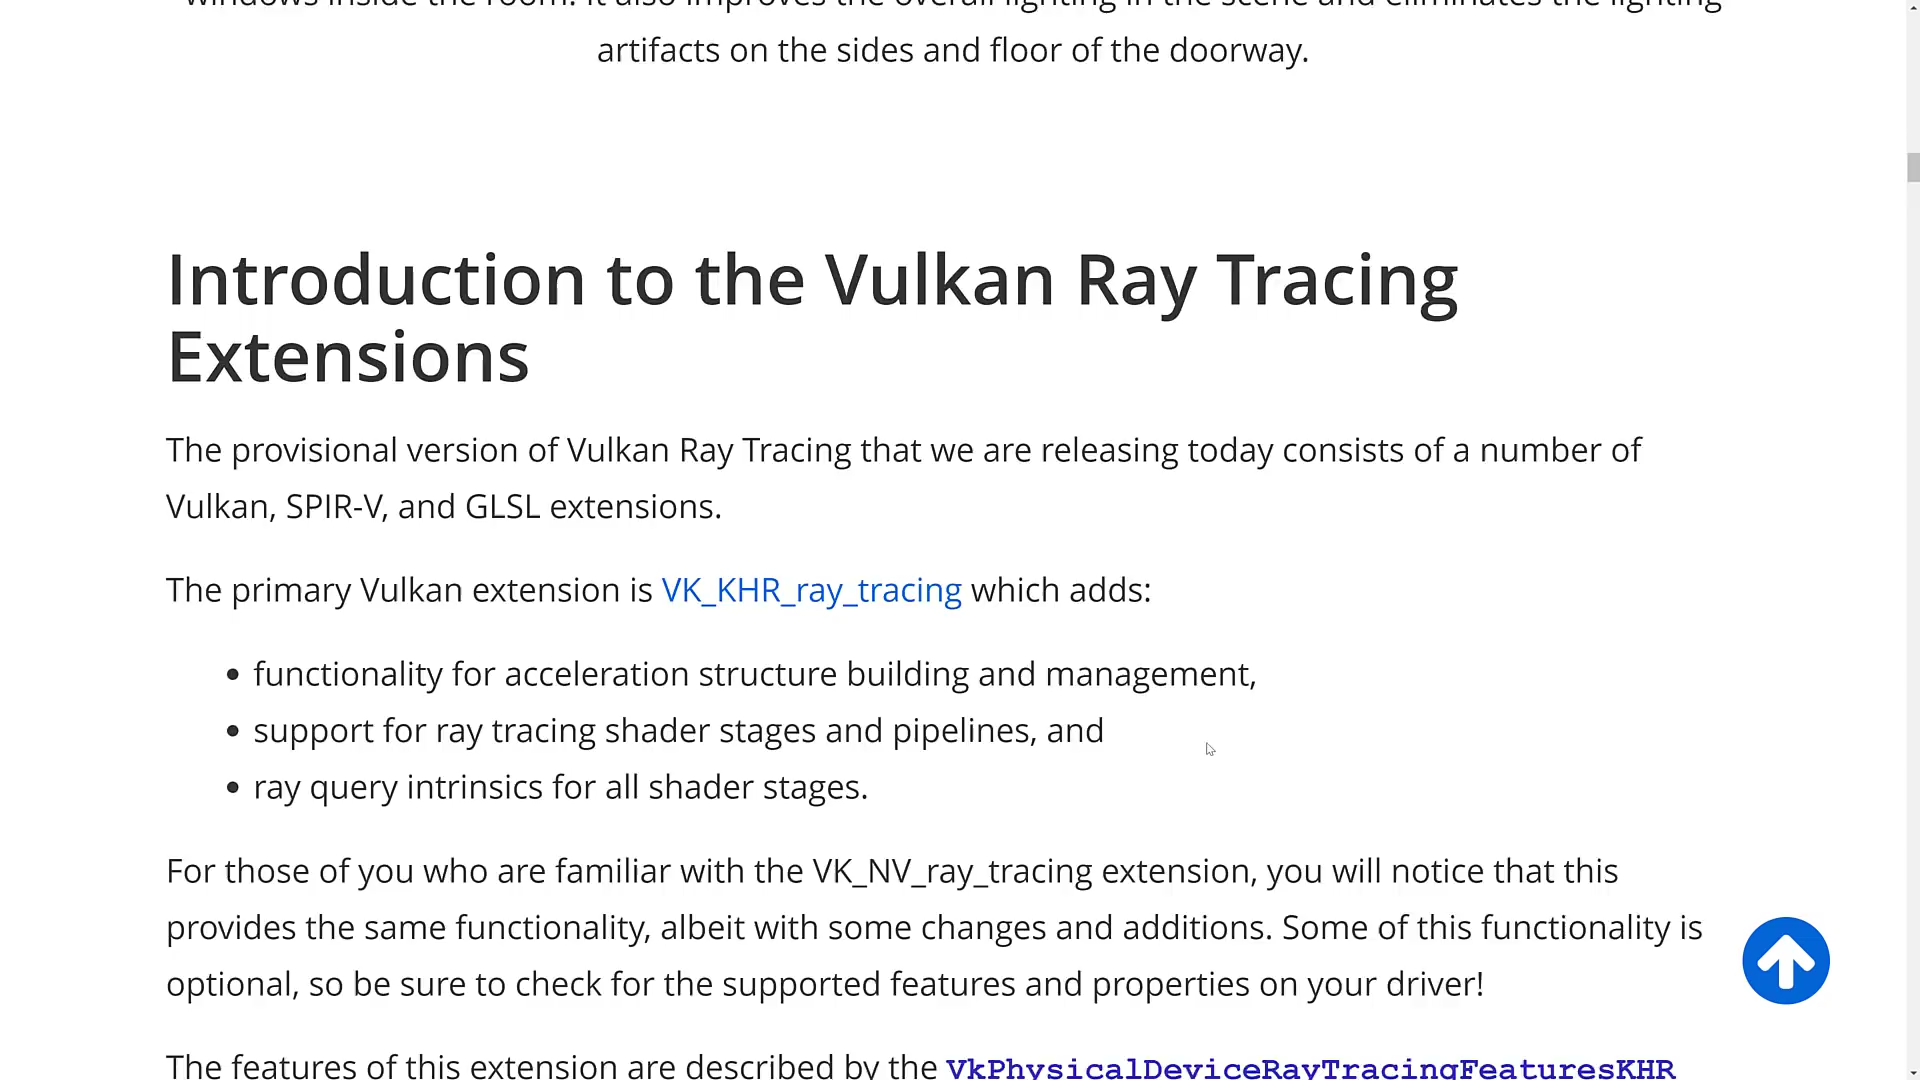 windows inside the room. It also improves the overall lighting in the scene and eliminates the lighting
artifacts on the sides and floor of the doorway.
Introduction to the Vulkan Ray Tracing
Extensions
The provisional version of Vulkan Ray Tracing that we are releasing today consists of a number of
Vulkan, SPIR-V, and GLSL extensions.
The primary Vulkan extension is VK_KHR_ray_tracing which adds:
• functionality for acceleration structure building and management,
• support for ray tracing shader stages and pipelines, and
• ray query intrinsics for all shader stages.
For those of you who are familiar with the VK_NV_ray_tracing extension, you will notice that this
provides the same functionality, albeit with some changes and additions. Some of this functionality is
optional, so be sure to check for the supported features and properties on your driver!
The features of this extension are described by the VkPhysicalDeviceRayTracingFeaturesKHR